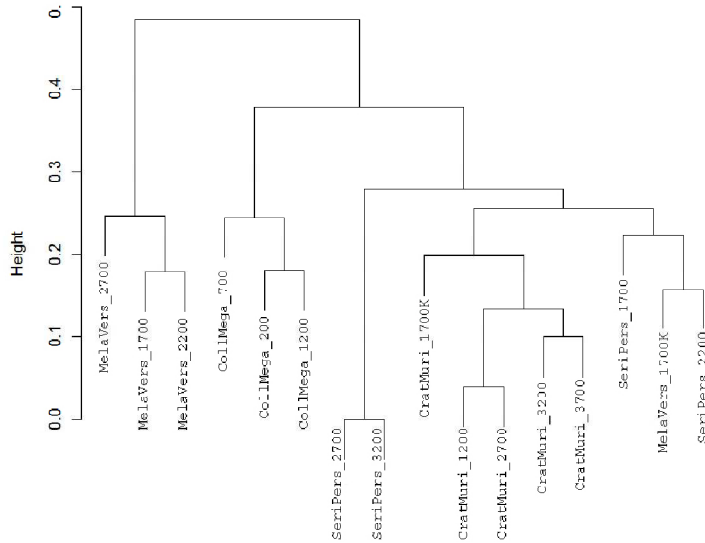 0.
0.4
0.3
0.2
0.1
0.0
Height
MelaVers_2700
MelaVers_1700
MelaVers_2200
CollMega_700
CollMega_200
CollMega_1200
SeriPers_2700
SeriPers_3200
CratMuri_1700K
CratMuri_1200
CratMuri_2700
CratMuri_3200
CratMuri_3700
SeriPers_1700
MelaVers_1700K
SeriPers_2200